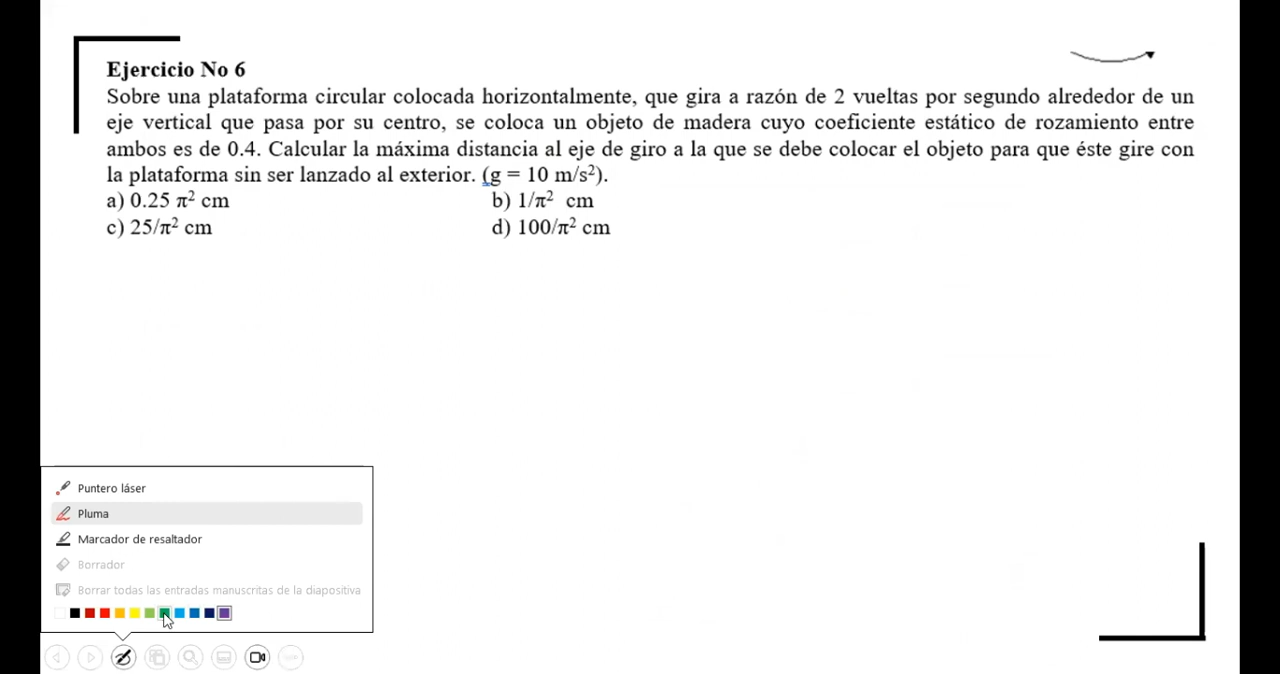 Ejercicio No 6
Sobre una plataforma circular colocada horizontalmente, que gira a razón de 2 vueltas por segundo alrededor de un
eje vertical que pasa por su centro, se coloca un objeto de madera cuyo coeficiente estático de rozamiento entre
ambos es de 0.4. Calcular la máxima distancia al eje de giro a la que se debe colocar el objeto para que éste gire con
la plataforma sin ser lanzado al exterior. (g = 10 m/s²).
a) 0.25 π² cm b) 1/π² cm
c) 25/π² cm d) 100/π² cm
Puntero láser
Pluma
Marcador de resaltador
Borrador
Borrar todas las entradas manuscritas de la diapositiva